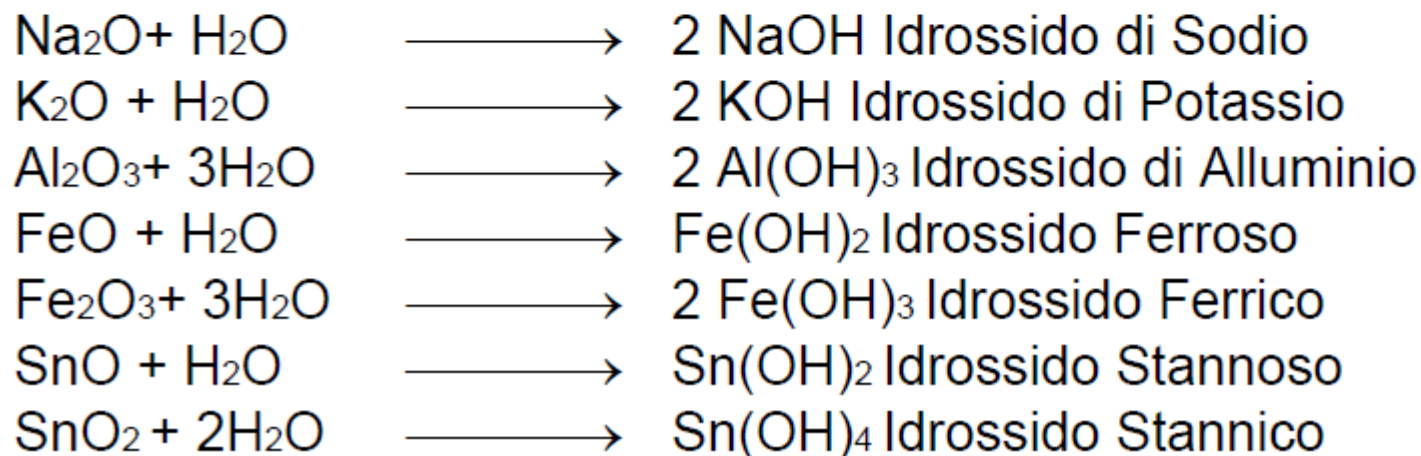 Na₂O+ H₂O ⟶ 2 NaOH Idrossido di Sodio
K₂O + H₂O ⟶ 2 KOH Idrossido di Potassio
Al₂O₃+ 3H₂O ⟶ 2 Al(OH)₃ Idrossido di Alluminio
FeO + H₂O ⟶ Fe(OH)₂ Idrossido Ferroso
Fe₂O₃+ 3H₂O ⟶ 2 Fe(OH)₃ Idrossido Ferrico
SnO + H₂O ⟶ Sn(OH)₂ Idrossido Stannoso
SnO₂ + 2H₂O ⟶ Sn(OH)₄ Idrossido Stannico